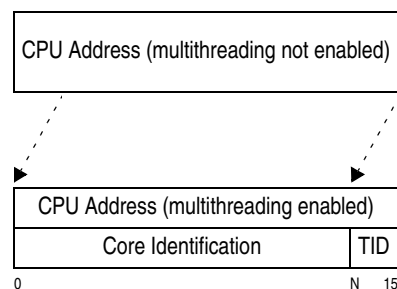 CPU Address (multithreading not enabled)
CPU Address (multithreading enabled)
Core Identification TID
0 N 15